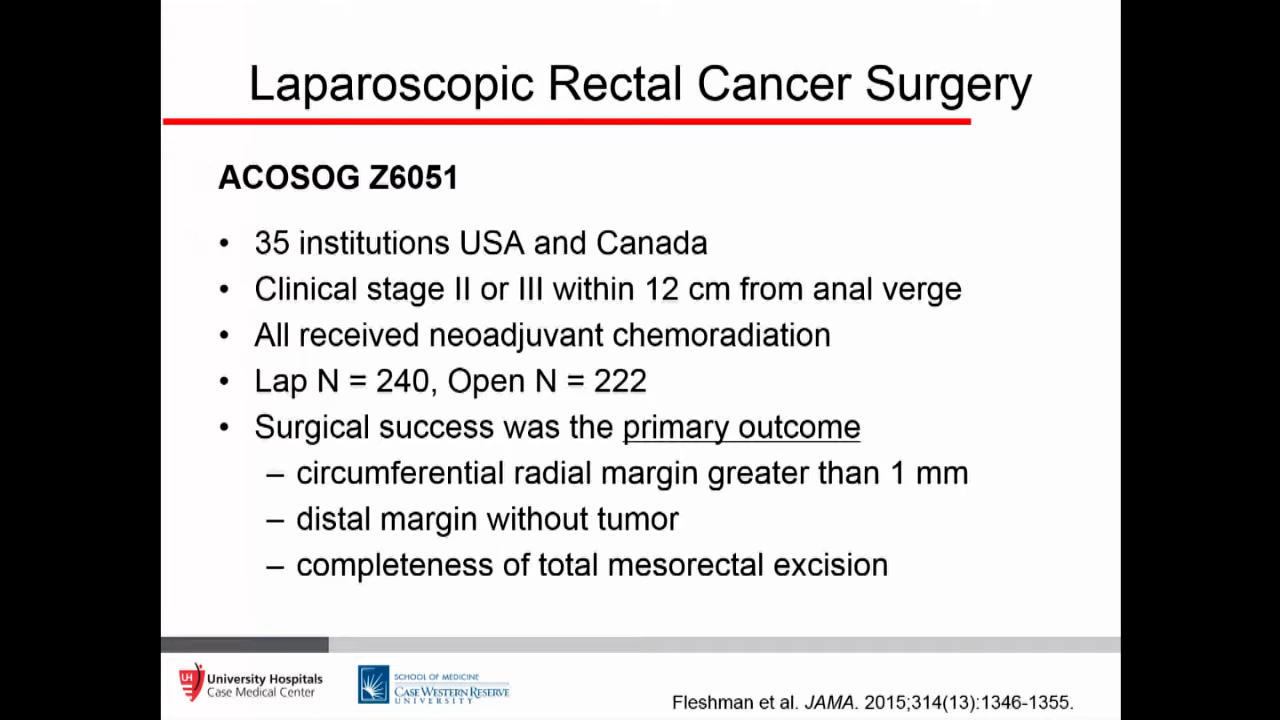 Laparoscopic Rectal Cancer Surgery
ACOSOG Z6051
• 35 institutions USA and Canada
• Clinical stage II or III within 12 cm from anal verge
• All received neoadjuvant chemoradiation
• Lap N = 240, Open N = 222
• Surgical success was the primary outcome
– circumferential radial margin greater than 1 mm
– distal margin without tumor
– completeness of total mesorectal excision
UH
University Hospitals
Case Medical Center
SCHOOL OF MEDICINE
CASE WESTERN RESERVE
UNIVERSITY
Fleshman et al. JAMA. 2015;314(13):1346-1355.